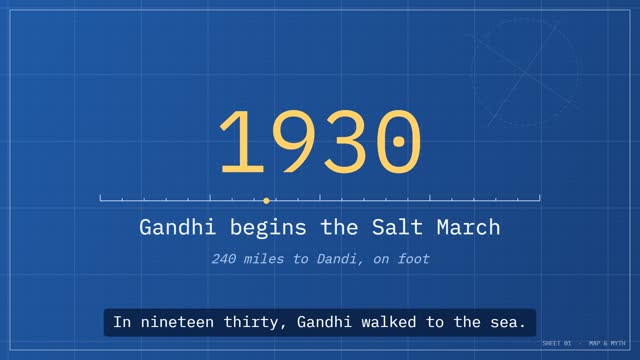 1930
Gandhi begins the Salt March
240 miles to Dandi, on foot
In nineteen thirty, Gandhi walked to the sea.
SHEET 01 · MAP & MYTH